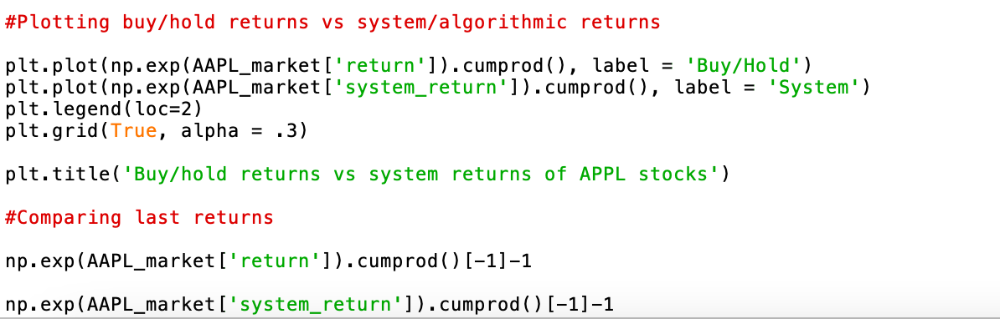 #Plotting buy/hold returns vs system/algorithmic returns
plt.plot(np.exp(AAPL_market['return']).cumprod(), label = 'Buy/Hold')
plt.plot(np.exp(AAPL_market['system_return']).cumprod(), label = 'System')
plt.legend(loc=2)
plt.grid(True, alpha = .3)
plt.title('Buy/hold returns vs system returns of APPL stocks')
#Comparing last returns
np.exp(AAPL_market['return']).cumprod()[-1]-1
np.exp(AAPL_market['system_return']).cumprod()[-1]-1